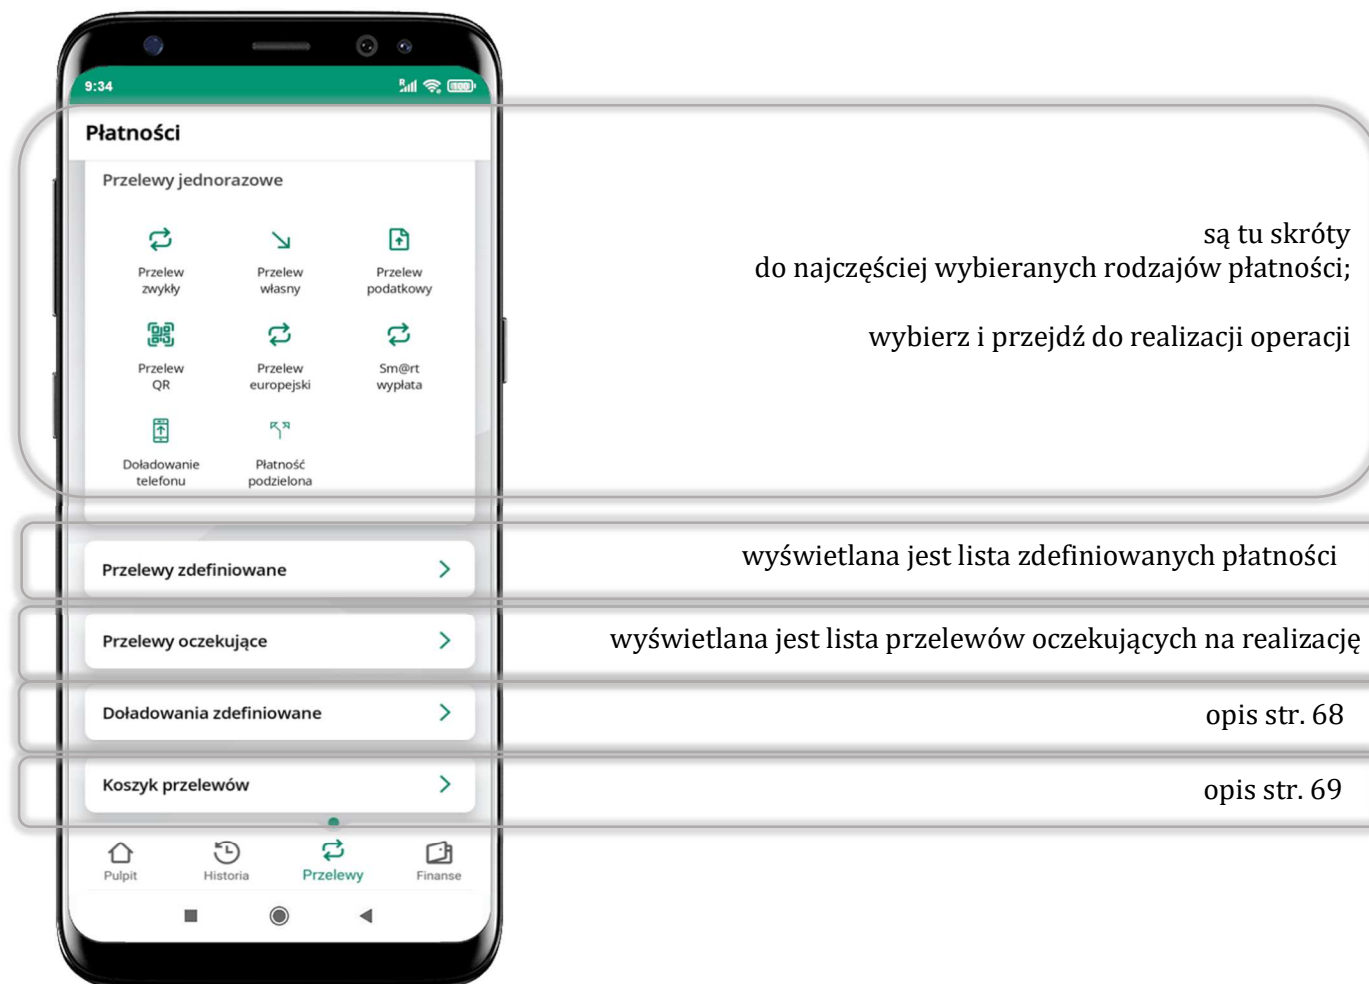 9:34
R
100
Płatności
Przelewy jednorazowe
Przelew
zwykły
Przelew
własny
Przelew
podatkowy
Przelew
QR
Przelew
europejski
Sm@rt
wypłata
Doładowanie
telefonu
Płatność
podzielona
są tu skróty
do najczęściej wybieranych rodzajów płatności;
wybierz i przejdź do realizacji operacji
Przelewy zdefiniowane
wyświetlana jest lista zdefiniowanych płatności
Przelewy oczekujące
wyświetlana jest lista przelewów oczekujących na realizację
Doładowania zdefiniowane
opis str. 68
Koszyk przelewów
opis str. 69
Pulpit
Historia
Przelewy
Finanse